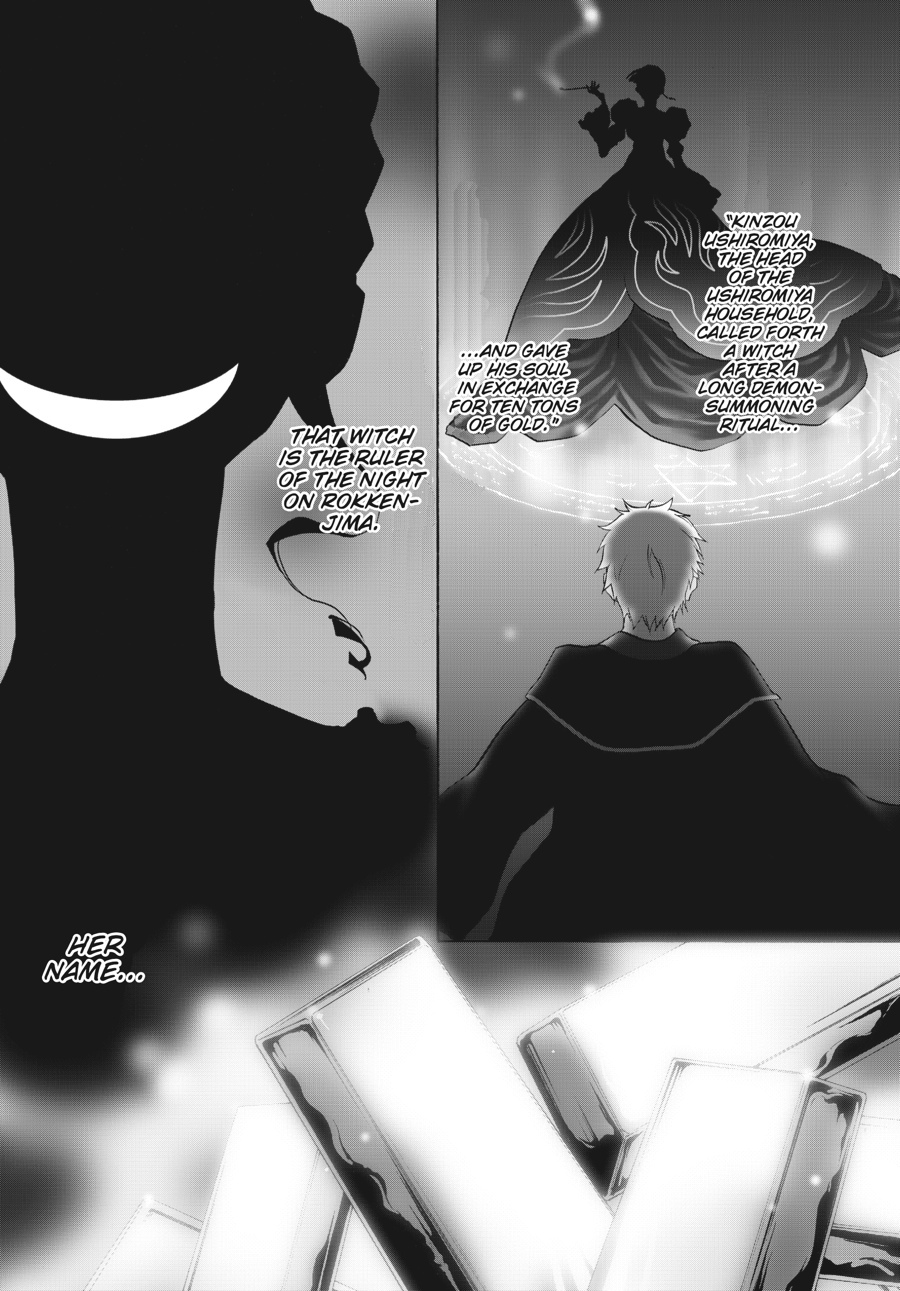 "KINZOU
USHIROMIYA,
THE HEAD
OF THE
USHIROMIYA
HOUSEHOLD,
CALLED FORTH
A WITCH
AFTER A
LONG DEMON-
SUMMONING
RITUAL...
...AND GAVE
UP HIS SOUL
IN EXCHANGE
FOR TEN TONS
OF GOLD."
THAT WITCH
IS THE RULER
OF THE NIGHT
ON ROKKEN-
JIMA.
HER
NAME...